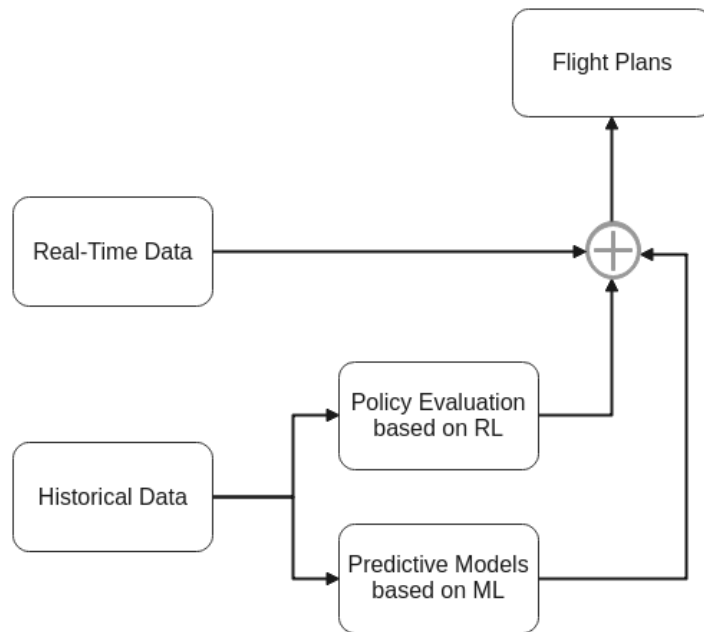 Flight Plans
Real-Time Data
Policy Evaluation
based on RL
Historical Data
Predictive Models
based on ML